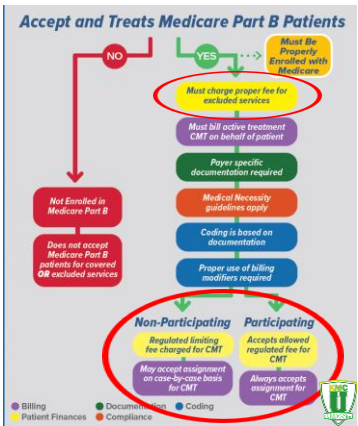 Accept and Treats Medicare Part B Patients
NO
YES
Must Be
Properly
Enrolled with
Medicare
Must charge proper fee for
excluded services
Must bill active treatment
CMT on behalf of patient
Payer specific
documentation required
Medical Necessity
guidelines apply
Not Enrolled in
Medicare Part B
Coding is based on
documentation
Does not accept
Medicare Part B
patients for covered
OR excluded services
Proper use of billing
modifiers required
Non-Participating
Participating
Regulated limiting
fee charged for CMT
Accepts allowed
regulated fee for
CMT
May accept assignment
on case-by-case basis
for CMT
Always accepts
assignment for
CMT
Billing
Documentation
Coding
Patient Finances
Compliance
U